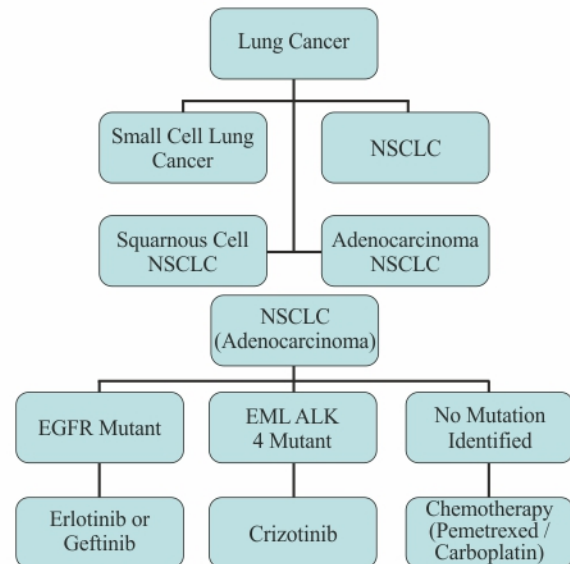 Lung Cancer
Small Cell Lung
Cancer
NSCLC
Squarnous Cell
NSCLC
Adenocarcinoma
NSCLC
NSCLC
(Adenocarcinoma)
EGFR Mutant
EML ALK
4 Mutant
No Mutation
Identified
Erlotinib or
Geftinib
Crizotinib
Chemotherapy
(Pemetrexed /
Carboplatin)